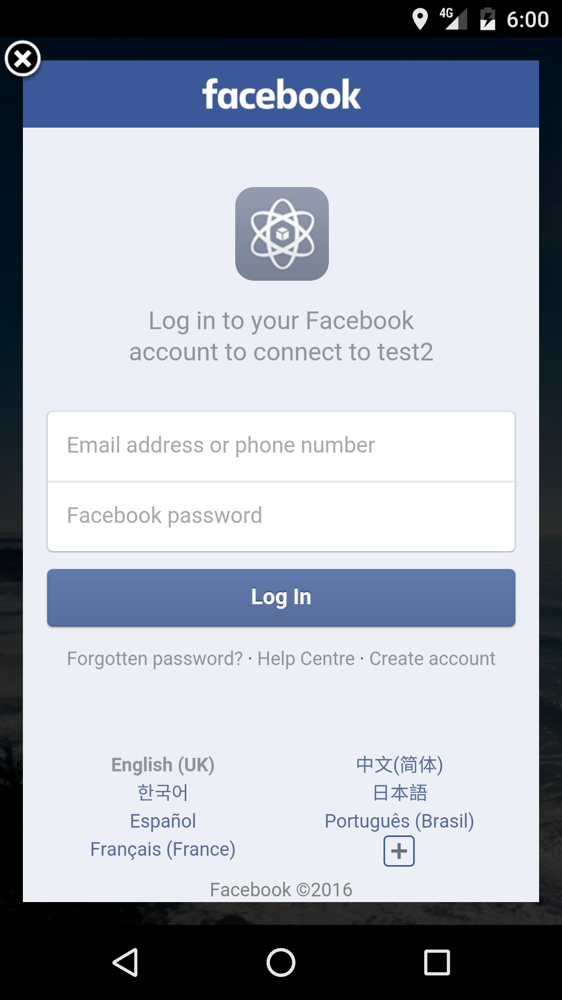 4G 6:00
facebook
Log in to your Facebook
account to connect to test2
Email address or phone number
Facebook password
Log In
Forgotten password? · Help Centre · Create account
English (UK) 中文(简体)
한국어 日本語
Español Português (Brasil)
Français (France)
Facebook ©2016